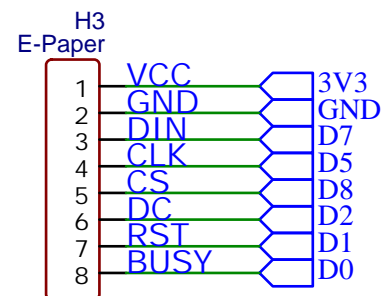 H3
E-Paper
1 VCC 3V3
2 GND GND
3 DIN D7
4 CLK D5
5 CS D8
6 DC D2
7 RST D1
8 BUSY D0